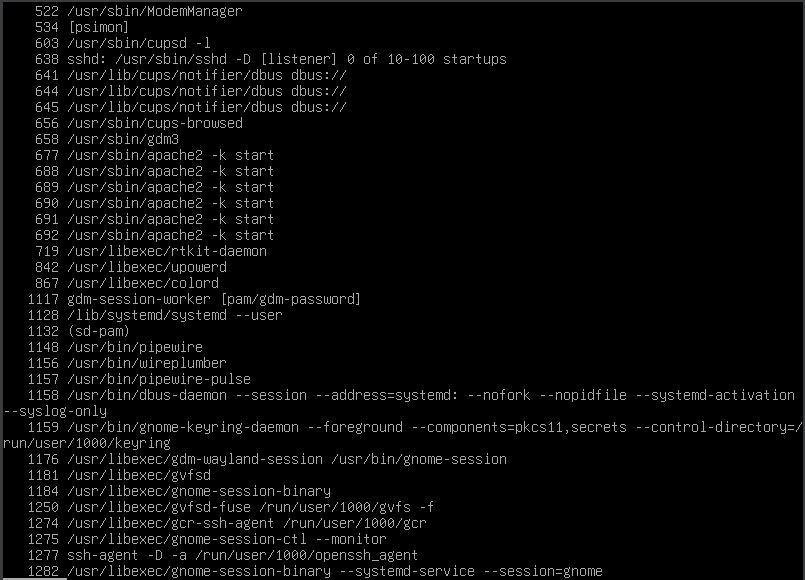 522 /usr/sbin/ModemManager
534 [psimon]
603 /usr/sbin/cupsd -l
638 sshd: /usr/sbin/sshd -D [listener] 0 of 10-100 startups
641 /usr/lib/cups/notifier/dbus dbus://
644 /usr/lib/cups/notifier/dbus dbus://
645 /usr/lib/cups/notifier/dbus dbus://
656 /usr/sbin/cups-browsed
658 /usr/sbin/gdm3
677 /usr/sbin/apache2 -k start
688 /usr/sbin/apache2 -k start
689 /usr/sbin/apache2 -k start
690 /usr/sbin/apache2 -k start
691 /usr/sbin/apache2 -k start
692 /usr/sbin/apache2 -k start
719 /usr/libexec/rtkit-daemon
842 /usr/libexec/upowerd
867 /usr/libexec/colord
1117 gdm-session-worker [pam/gdm-password]
1128 /lib/systemd/systemd --user
1132 (sd-pam)
1148 /usr/bin/pipewire
1156 /usr/bin/wireplumber
1157 /usr/bin/pipewire-pulse
1158 /usr/bin/dbus-daemon --session --address=systemd: --nofork --nopidfile --systemd-activation
--syslog-only
1159 /usr/bin/gnome-keyring-daemon --foreground --components=pkcs11,secrets --control-directory=/
run/user/1000/keyring
1176 /usr/libexec/gdm-wayland-session /usr/bin/gnome-session
1181 /usr/libexec/gvfsd
1184 /usr/libexec/gnome-session-binary
1250 /usr/libexec/gvfsd-fuse /run/user/1000/gvfs -f
1274 /usr/libexec/gcr-ssh-agent /run/user/1000/gcr
1275 /usr/libexec/gnome-session-ctl --monitor
1277 ssh-agent -D -a /run/user/1000/openssh_agent
1282 /usr/libexec/gnome-session-binary --systemd-service --session=gnome